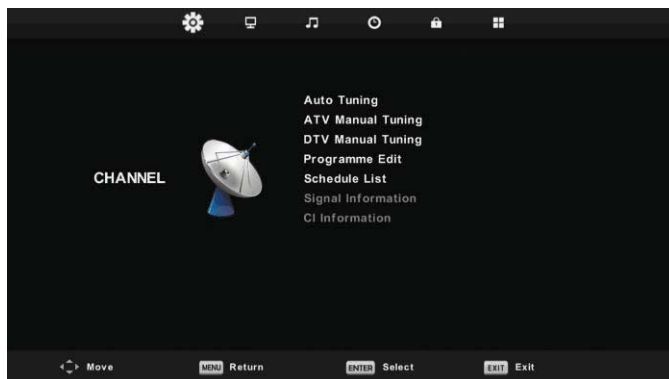 Auto Tuning
ATV Manual Tuning
DTV Manual Tuning
Programme Edit
CHANNEL
Schedule List
Signal Information
CI Information
Move MENU Return ENTER Select EXIT Exit